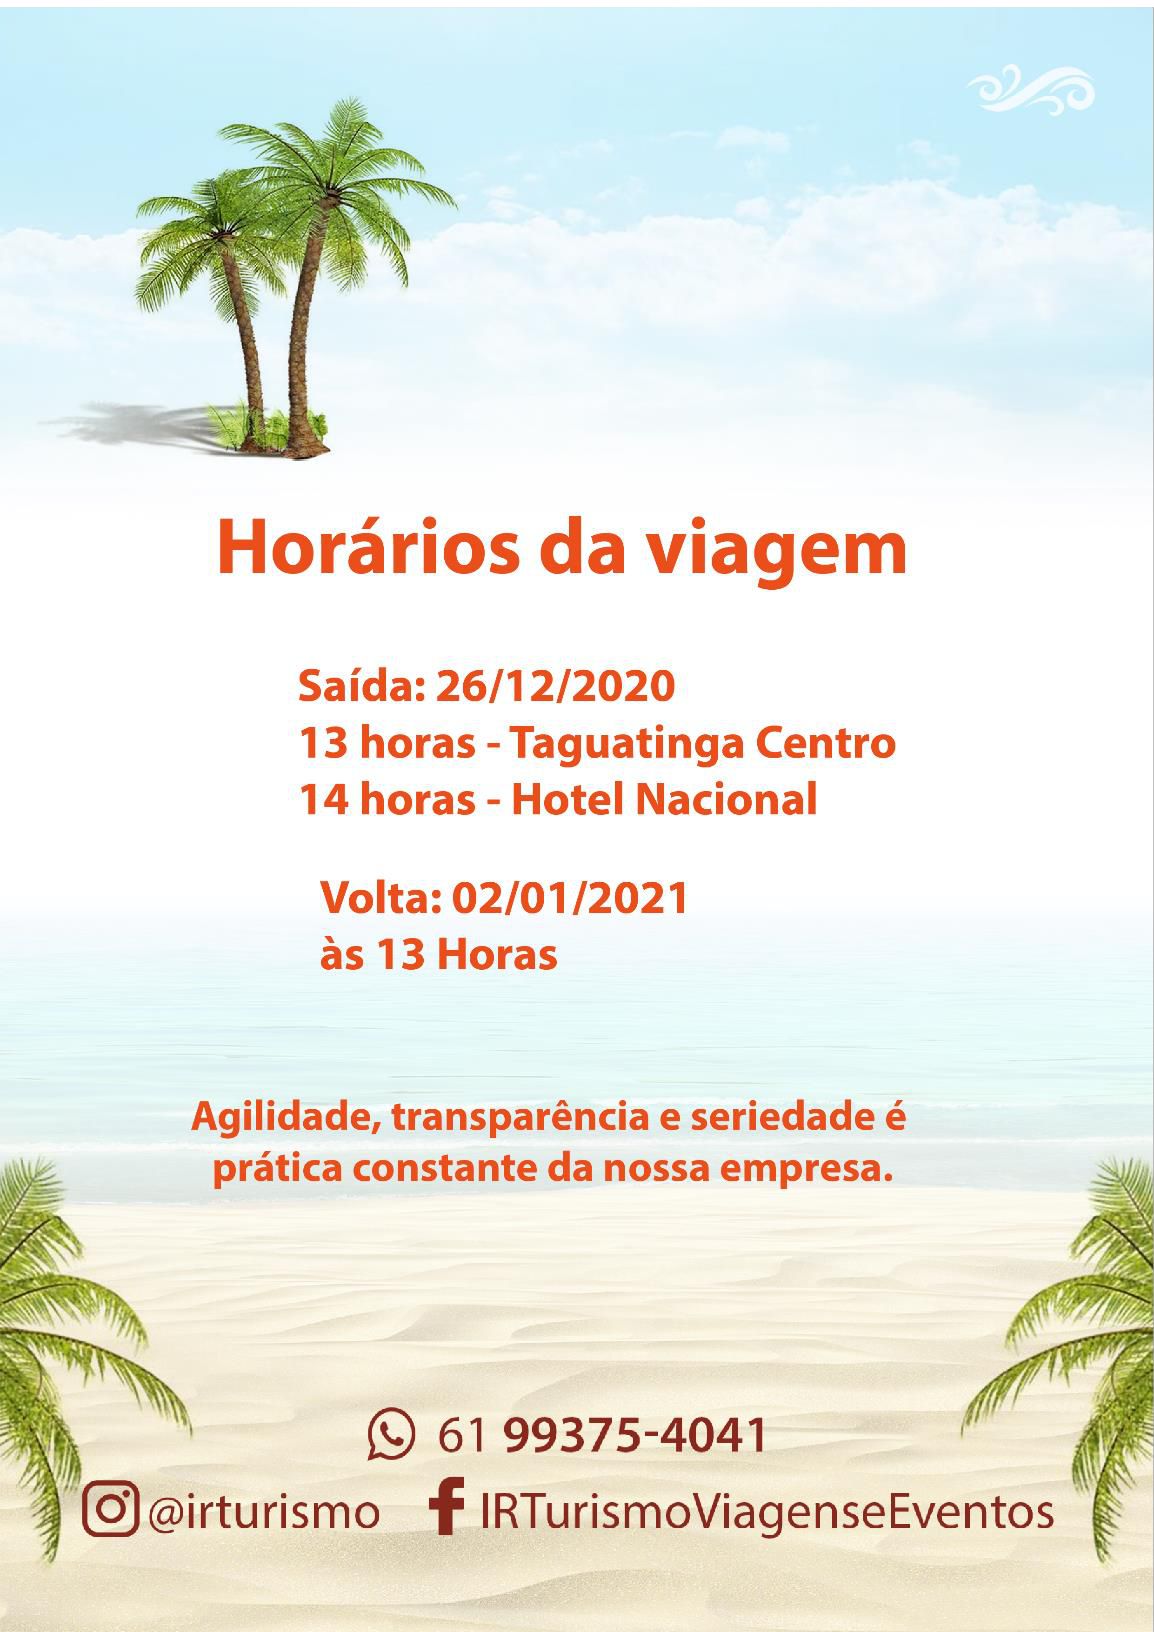 Horários da viagem
Saída: 26/12/2020
13 horas - Taguatinga Centro
14 horas - Hotel Nacional
Volta: 02/01/2021
às 13 Horas
Agilidade, transparência e seriedade é
prática constante da nossa empresa.
61 99375-4041
@irturismo IRTurismoViagenseEventos